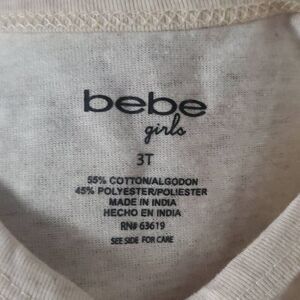 bebe
girls
3T
55% COTTON/ALGODON
45% POLYESTER/POLIESTER
MADE IN INDIA
HECHO EN INDIA
RN# 63619
SEE SIDE FOR CARE